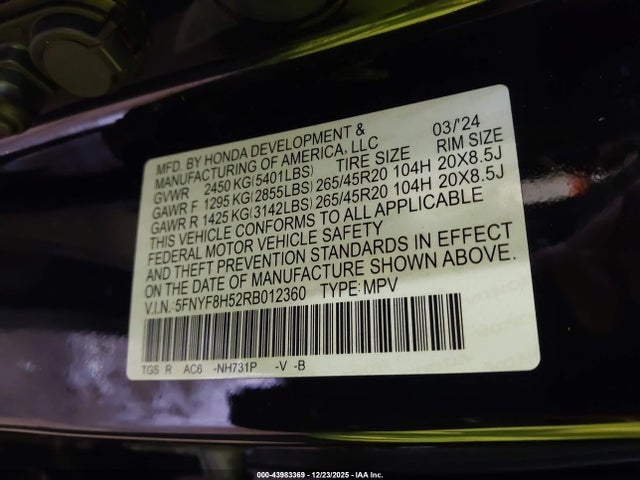 MFD. BY HONDA DEVELOPMENT & 03/'24
MANUFACTURING OF AMERICA, LLC
TIRE SIZE RIM SIZE
GVWR 2450 KG(5401LBS)
GAWR F 1295 KG(2855LBS) 265/45R20 104H 20X8.5J
GAWR R 1425 KG(3142LBS) 265/45R20 104H 20X8.5J
THIS VEHICLE CONFORMS TO ALL APPLICABLE
FEDERAL MOTOR VEHICLE SAFETY
AND THEFT PREVENTION STANDARDS IN EFFECT
ON THE DATE OF MANUFACTURE SHOWN ABOVE.
V.I.N.:5FNYF8H52RB012360 TYPE:MPV
TGS R AC6 -NH731P -V -B
000-43983369 - 12/23/2025 - IAA Inc.